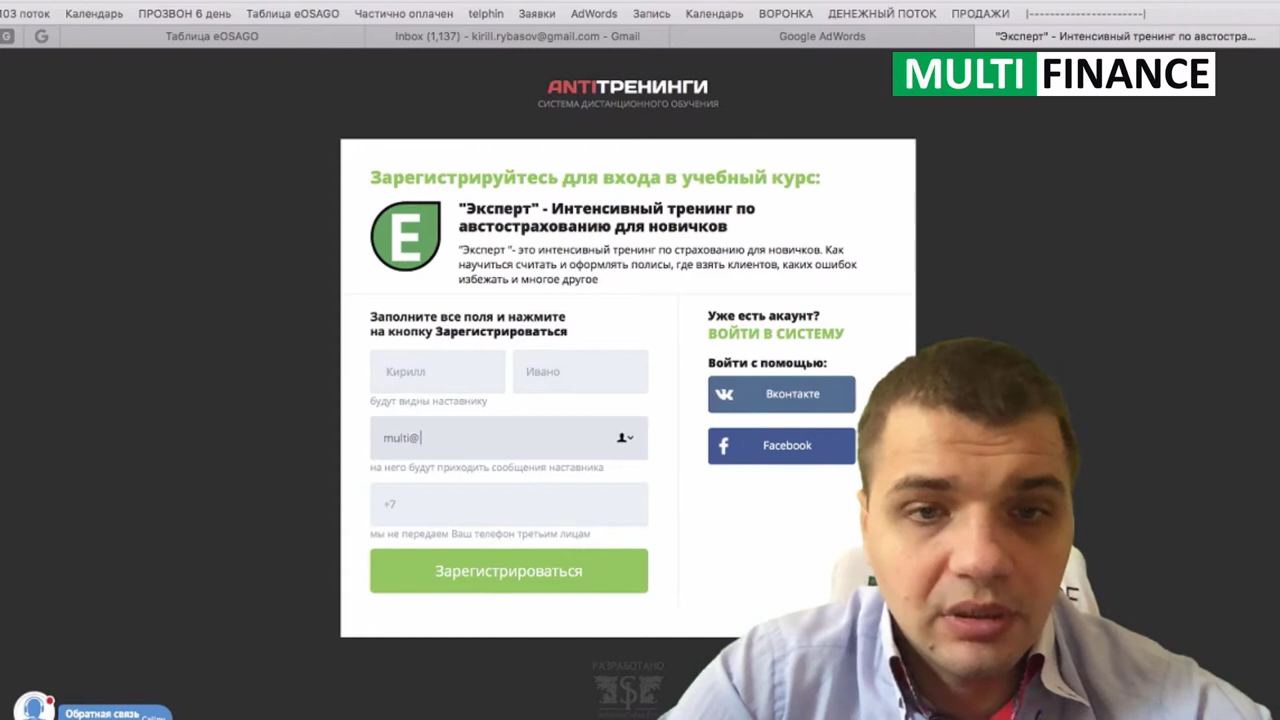 103 поток Календарь ПРОЗВОН 6 день Таблица eOSAGO Частично оплачен telphin Заявки AdWords Запись Календарь ВОРОНКА ДЕНЕЖНЫЙ ПОТОК ПРОДАЖИ |-----------------------|
G G Таблица eOSAGO Inbox (1,137) - kirill.rybasov@gmail.com - Gmail Google AdWords "Эксперт" - Интенсивный тренинг по автостра...
MULTI FINANCE
ANTIТРЕНИНГИ
СИСТЕМА ДИСТАНЦИОННОГО ОБУЧЕНИЯ
Зарегистрируйтесь для входа в учебный курс:
E
"Эксперт" - Интенсивный тренинг по
автострахованию для новичков
"Эксперт "- это интенсивный тренинг по страхованию для новичков. Как
научиться считать и оформлять полисы, где взять клиентов, каких ошибок
избежать и многое другое
Заполните все поля и нажмите
на кнопку Зарегистрироваться
Кирилл Ивано
будут видны наставнику
multi@
на него будут приходить сообщения наставника
+7
мы не передаем Ваш телефон третьим лицам
Зарегистрироваться
Уже есть акаунт?
ВОЙТИ В СИСТЕМУ
Войти с помощью:
Вконтакте
Facebook
РАЗРАБОТАНО
Обратная связь